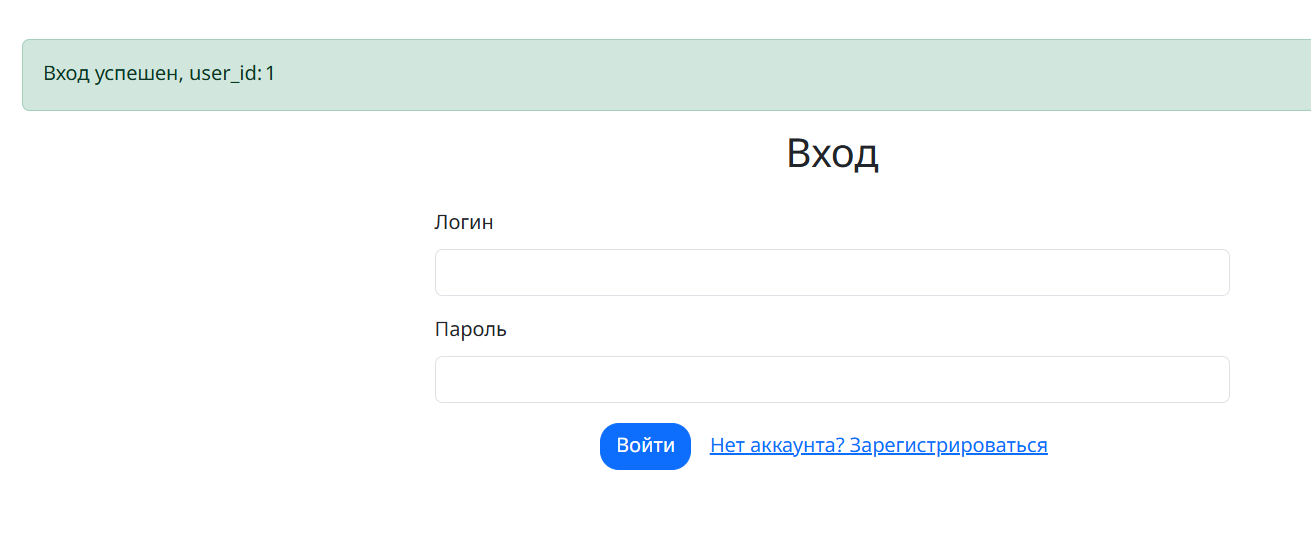 Вход успешен, user_id: 1
Вход
Логин
Пароль
Войти Нет аккаунта? Зарегистрироваться